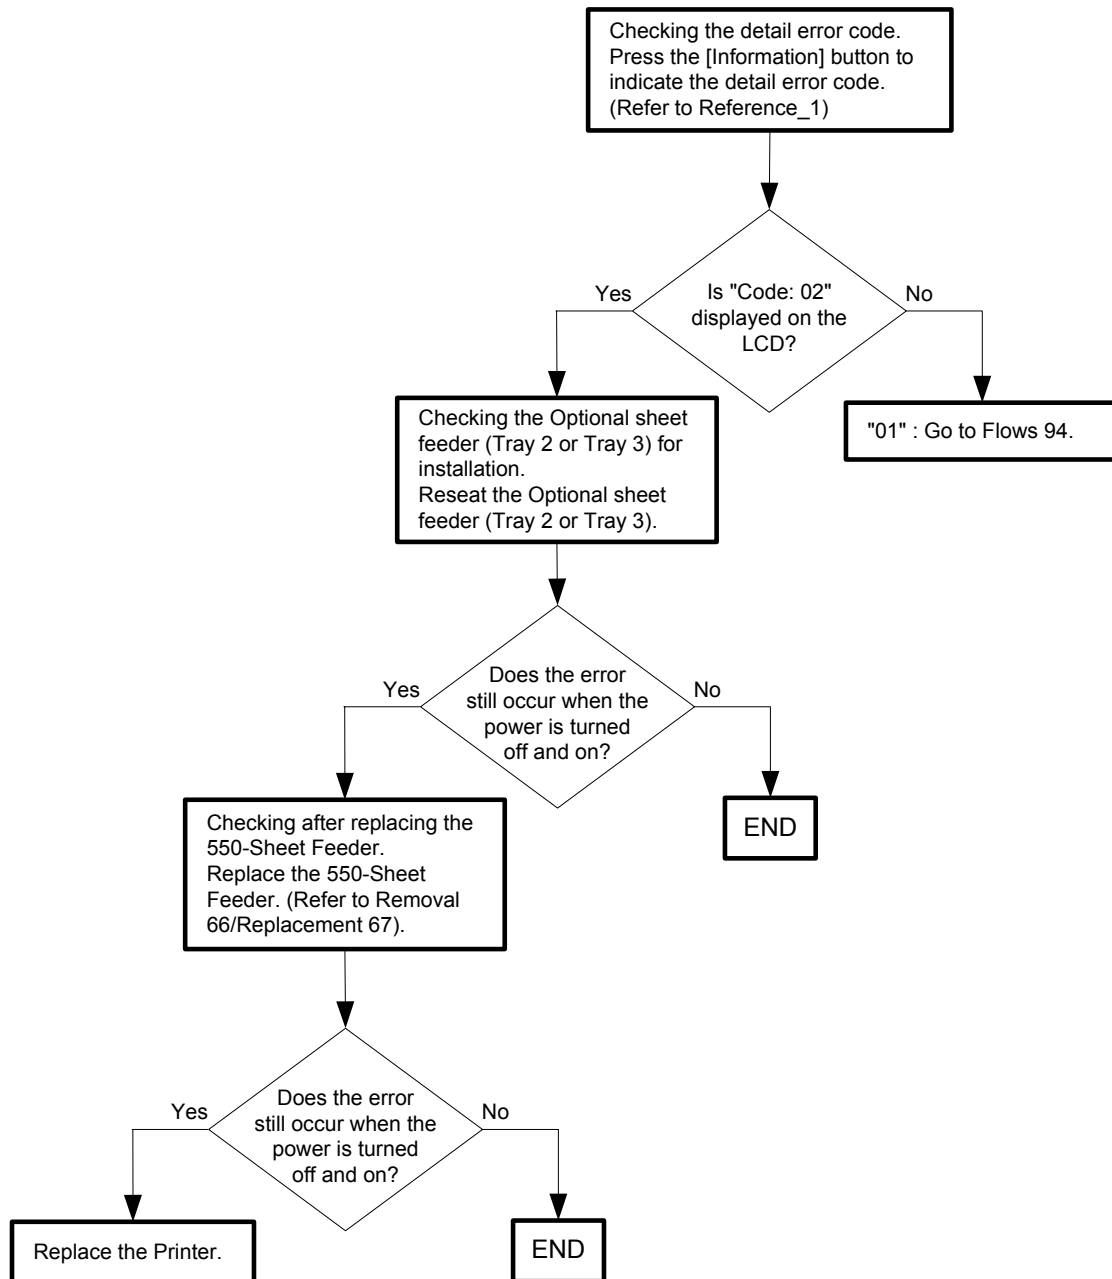 Checking the detail error code.
Press the [Information] button to
indicate the detail error code.
(Refer to Reference_1)
Is "Code: 02"
displayed on the
LCD?
Yes
No
Checking the Optional sheet
feeder (Tray 2 or Tray 3) for
installation.
Reseat the Optional sheet
feeder (Tray 2 or Tray 3).
"01" : Go to Flows 94.
Does the error
still occur when the
power is turned
off and on?
Yes
No
Checking after replacing the
550-Sheet Feeder.
Replace the 550-Sheet
Feeder. (Refer to Removal
66/Replacement 67).
END
Does the error
still occur when the
power is turned
off and on?
Yes
No
Replace the Printer.
END